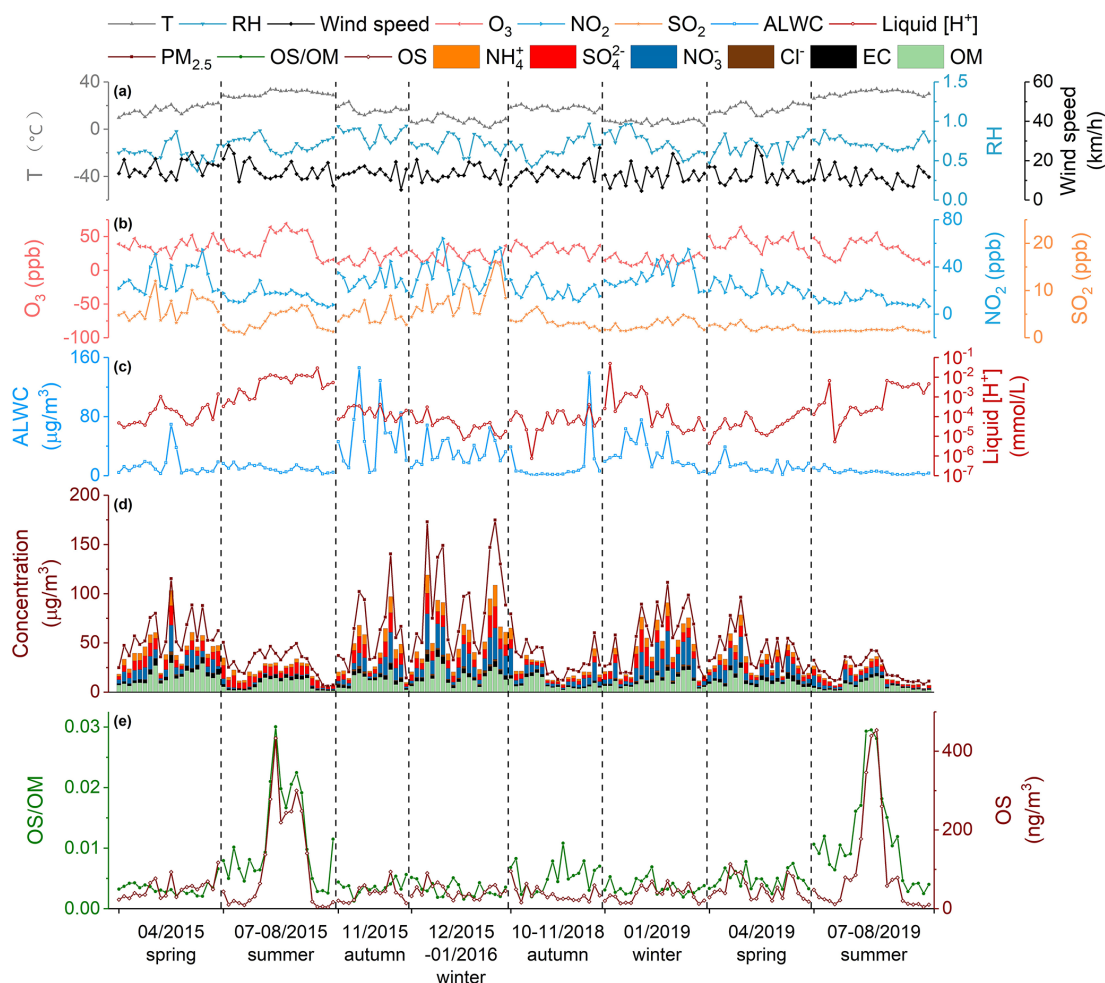 T RH Wind speed O₃ NO₂ SO₂ ALWC Liquid [H⁺]
PM₂.₅ OS/OM OS NH₄⁺ SO₄²⁻ NO₃⁻ Cl⁻ EC OM
(a)
T (°C)
40
0
-40
1.5
1.0
0.5
0.0
RH
60
40
20
0
Wind speed
(km/h)
(b)
O₃ (ppb)
50
0
-50
-100
80
40
0
NO₂ (ppb)
20
10
0
SO₂ (ppb)
(c)
ALWC
(μg/m³)
160
80
0
10⁻¹
10⁻²
10⁻³
10⁻⁴
10⁻⁵
10⁻⁶
10⁻⁷
Liquid [H⁺]
(mmol/L)
(d)
Concentration
(μg/m³)
200
150
100
50
0
(e)
OS/OM
0.03
0.02
0.01
0.00
400
200
0
OS
(ng/m³)
04/2015
spring
07-08/2015
summer
11/2015
autumn
12/2015
-01/2016
winter
10-11/2018
autumn
01/2019
winter
04/2019
spring
07-08/2019
summer